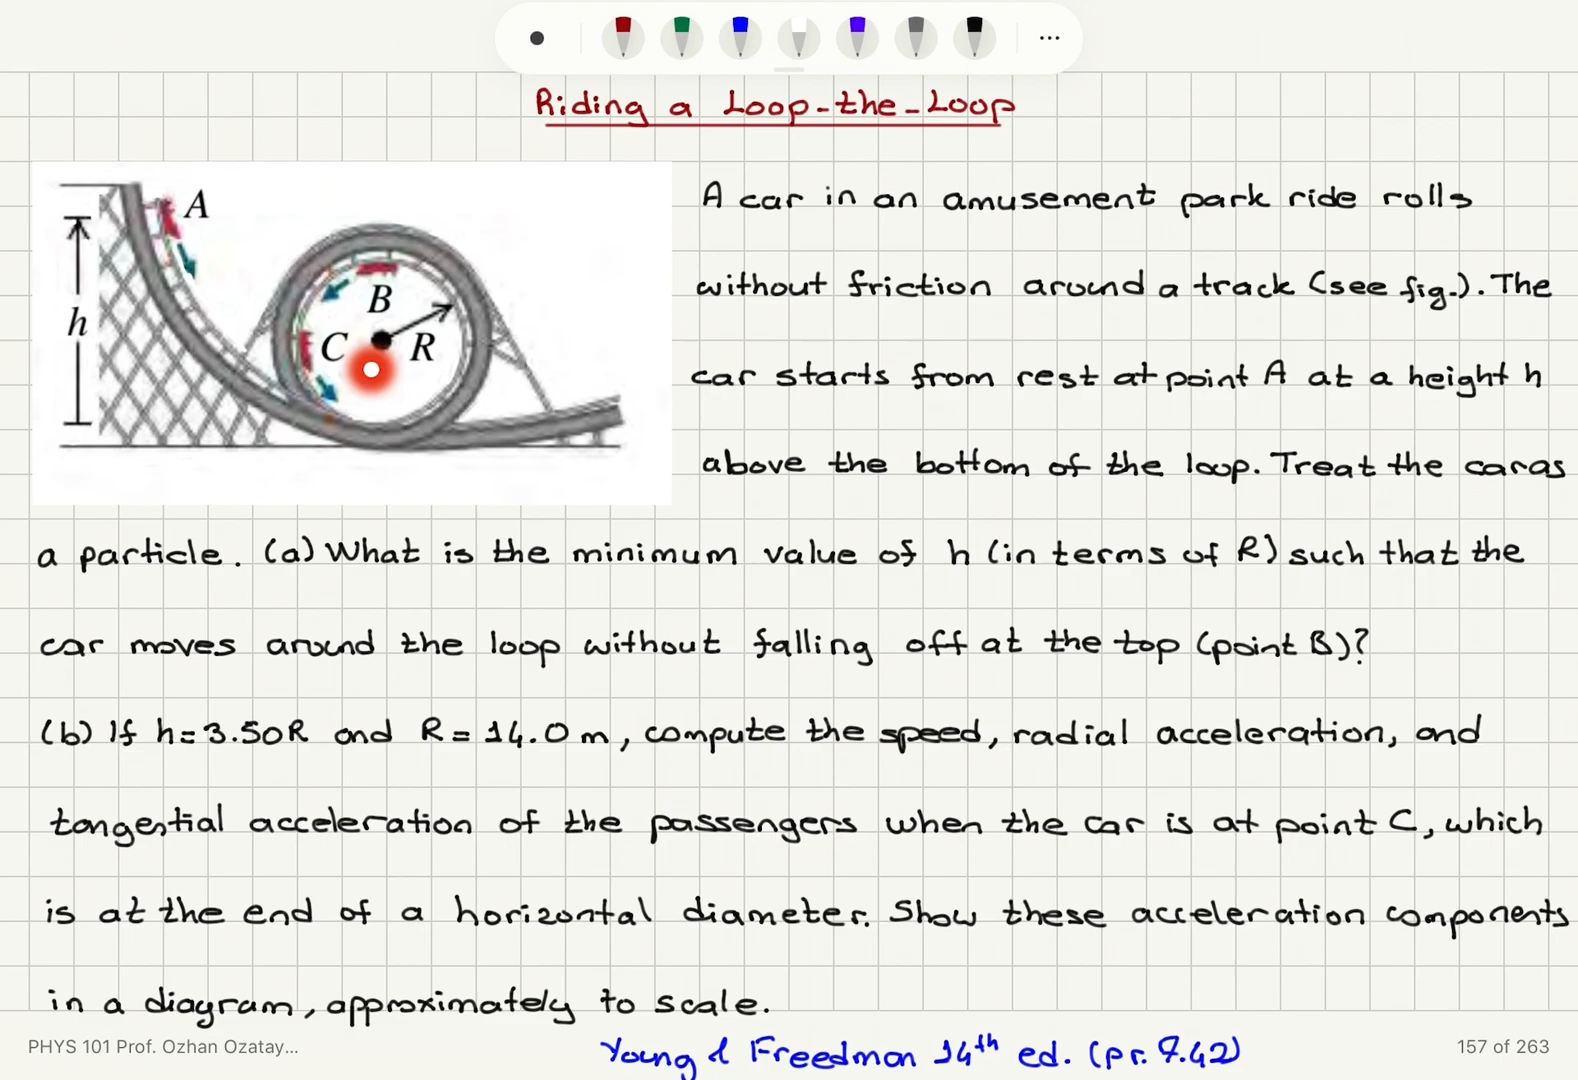 Riding a Loop-the-Loop
A
B
C
R
h
A car in an amusement park ride rolls
without friction around a track (see fig.). The
car starts from rest at point A at a height h
above the bottom of the loop. Treat the car as
a particle. (a) What is the minimum value of h (in terms of R) such that the
car moves around the loop without falling off at the top (point B)?
(b) If h=3.50R and R=14.0m, compute the speed, radial acceleration, and
tangential acceleration of the passengers when the car is at point C, which
is at the end of a horizontal diameter. Show these acceleration components
in a diagram, approximately to scale.
Young & Freedman 14th ed. (pr. 7.42)
PHYS 101 Prof. Ozhan Ozatay...
157 of 263